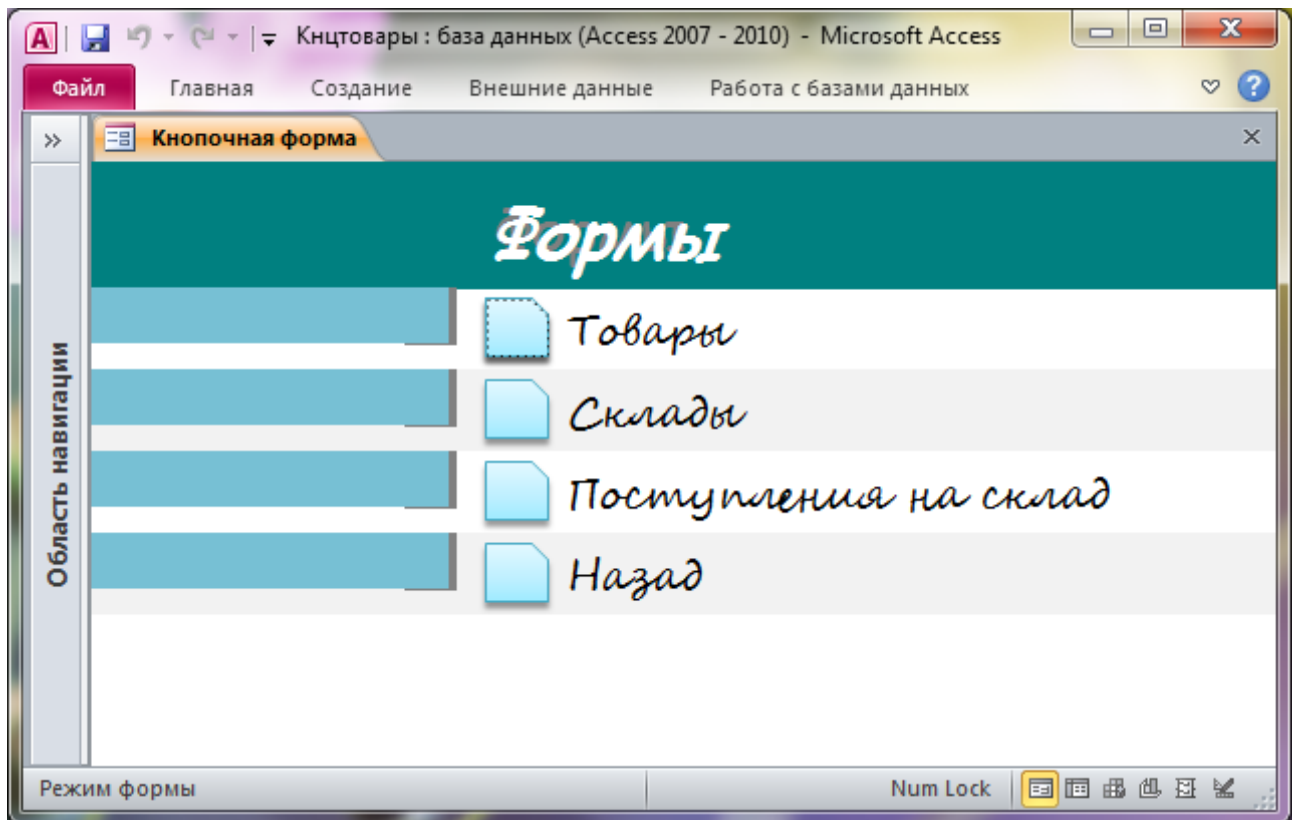 Кнцтовары : база данных (Access 2007 - 2010) - Microsoft Access
Файл Главная Создание Внешние данные Работа с базами данных
Кнопочная форма
Область навигации
Формы
Товары
Склады
Поступления на склад
Назад
Режим формы Num Lock